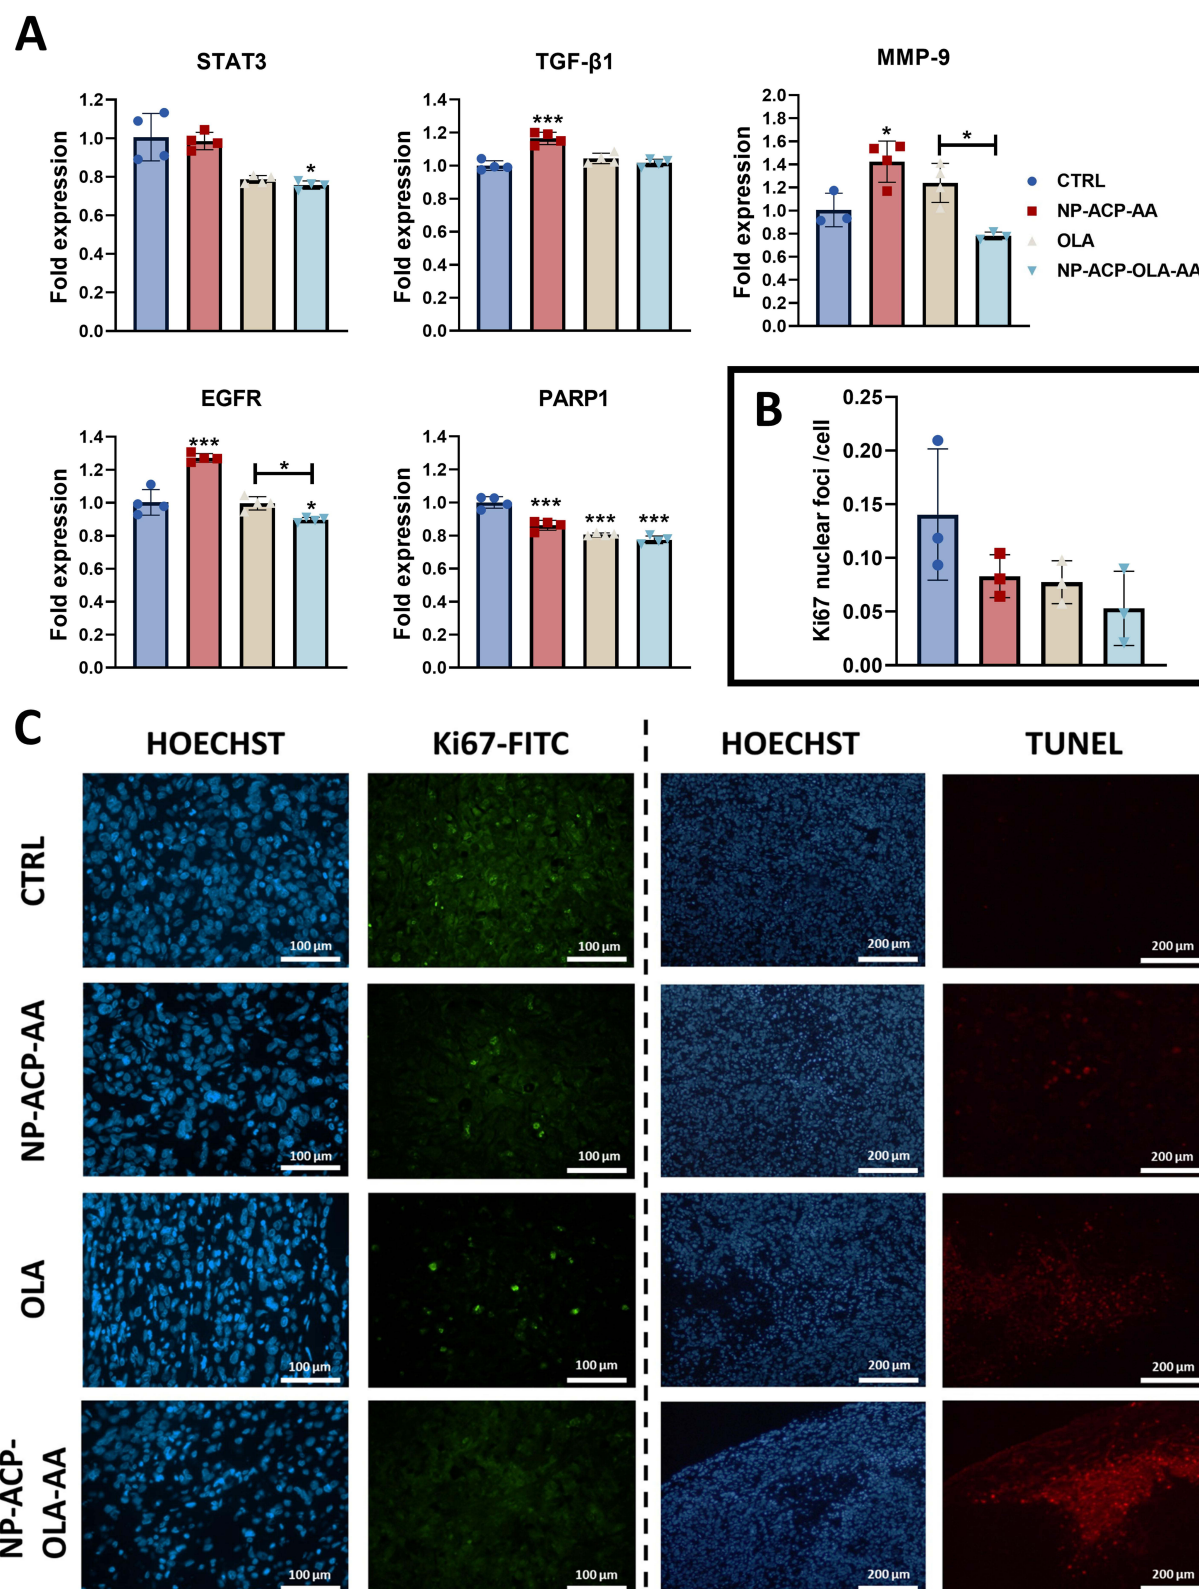 A
STAT3
TGF-β1
MMP-9
Fold expression
1.2
1.0
0.8
0.6
0.4
0.2
0.0
*
Fold expression
1.4
1.2
1.0
0.8
0.6
0.4
0.2
0.0
***
Fold expression
2.0
1.8
1.6
1.4
1.2
1.0
0.8
0.6
0.4
0.2
0.0
*
*
CTRL
NP-ACP-AA
OLA
NP-ACP-OLA-AA
EGFR
PARP1
Fold expression
1.4
1.2
1.0
0.8
0.6
0.4
0.2
0.0
***
*
*
Fold expression
1.4
1.2
1.0
0.8
0.6
0.4
0.2
0.0
***
***
***
B
Ki67 nuclear foci /cell
0.25
0.20
0.15
0.10
0.05
0.00
C
HOECHST
Ki67-FITC
HOECHST
TUNEL
CTRL
100 µm
100 µm
200 µm
200 µm
NP-ACP-AA
100 µm
100 µm
200 µm
200 µm
OLA
100 µm
100 µm
200 µm
200 µm
NP-ACP-
OLA-AA
100 µm
100 µm
200 µm
200 µm